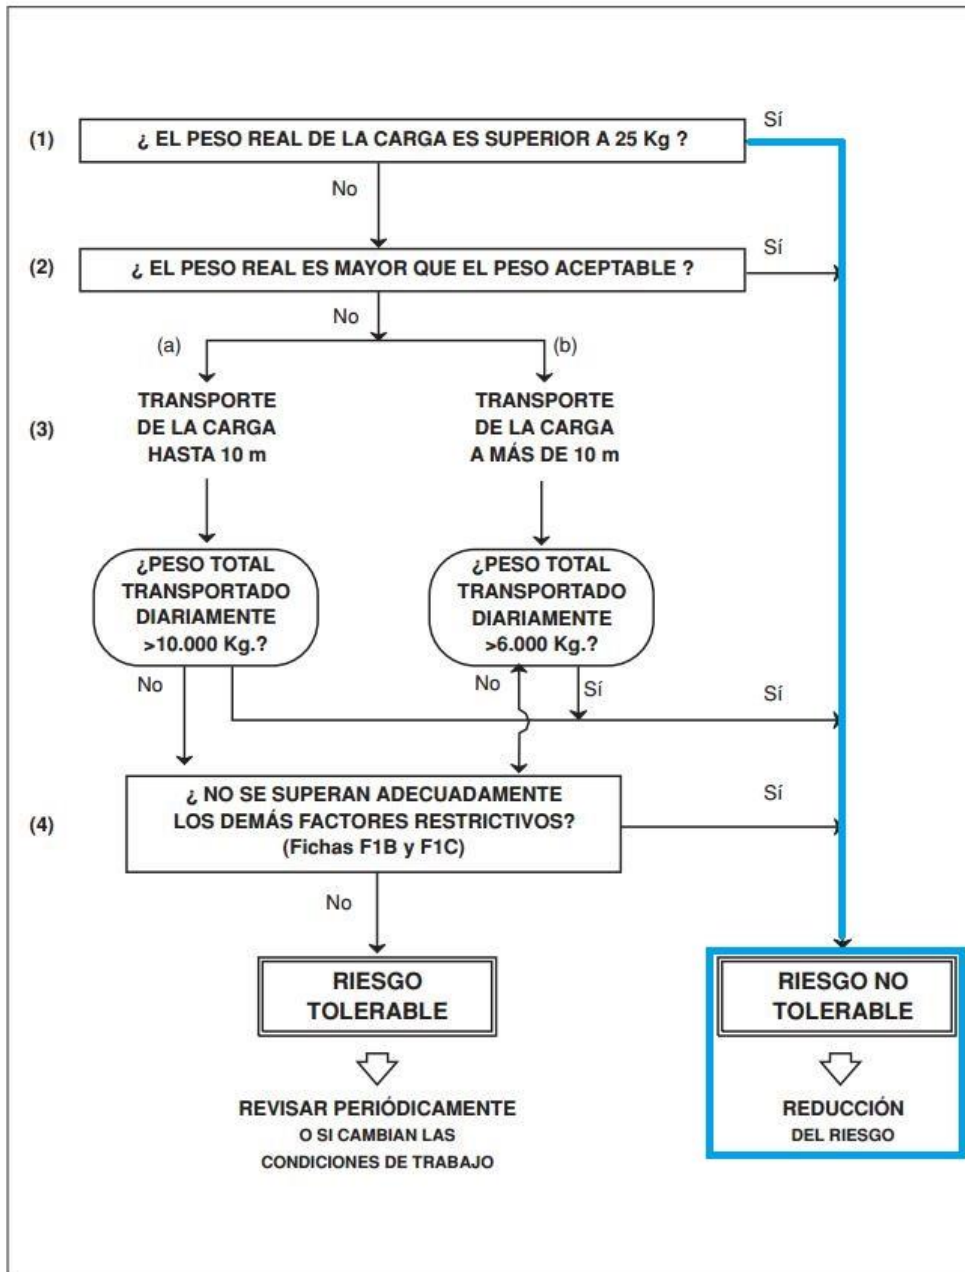 Sí
(1) ¿ EL PESO REAL DE LA CARGA ES SUPERIOR A 25 Kg ?
No
Sí
(2) ¿ EL PESO REAL ES MAYOR QUE EL PESO ACEPTABLE ?
No
(a) (b)
TRANSPORTE
DE LA CARGA
HASTA 10 m
TRANSPORTE
DE LA CARGA
A MÁS DE 10 m
(3)
¿PESO TOTAL
TRANSPORTADO
DIARIAMENTE
>10.000 Kg.?
¿PESO TOTAL
TRANSPORTADO
DIARIAMENTE
>6.000 Kg.?
No
No Sí
Sí
(4)
¿ NO SE SUPERAN ADECUADAMENTE
LOS DEMÁS FACTORES RESTRICTIVOS?
(Fichas F1B y F1C)
Sí
No
RIESGO
TOLERABLE
RIESGO NO
TOLERABLE
REVISAR PERIÓDICAMENTE
O SI CAMBIAN LAS
CONDICIONES DE TRABAJO
REDUCCIÓN
DEL RIESGO